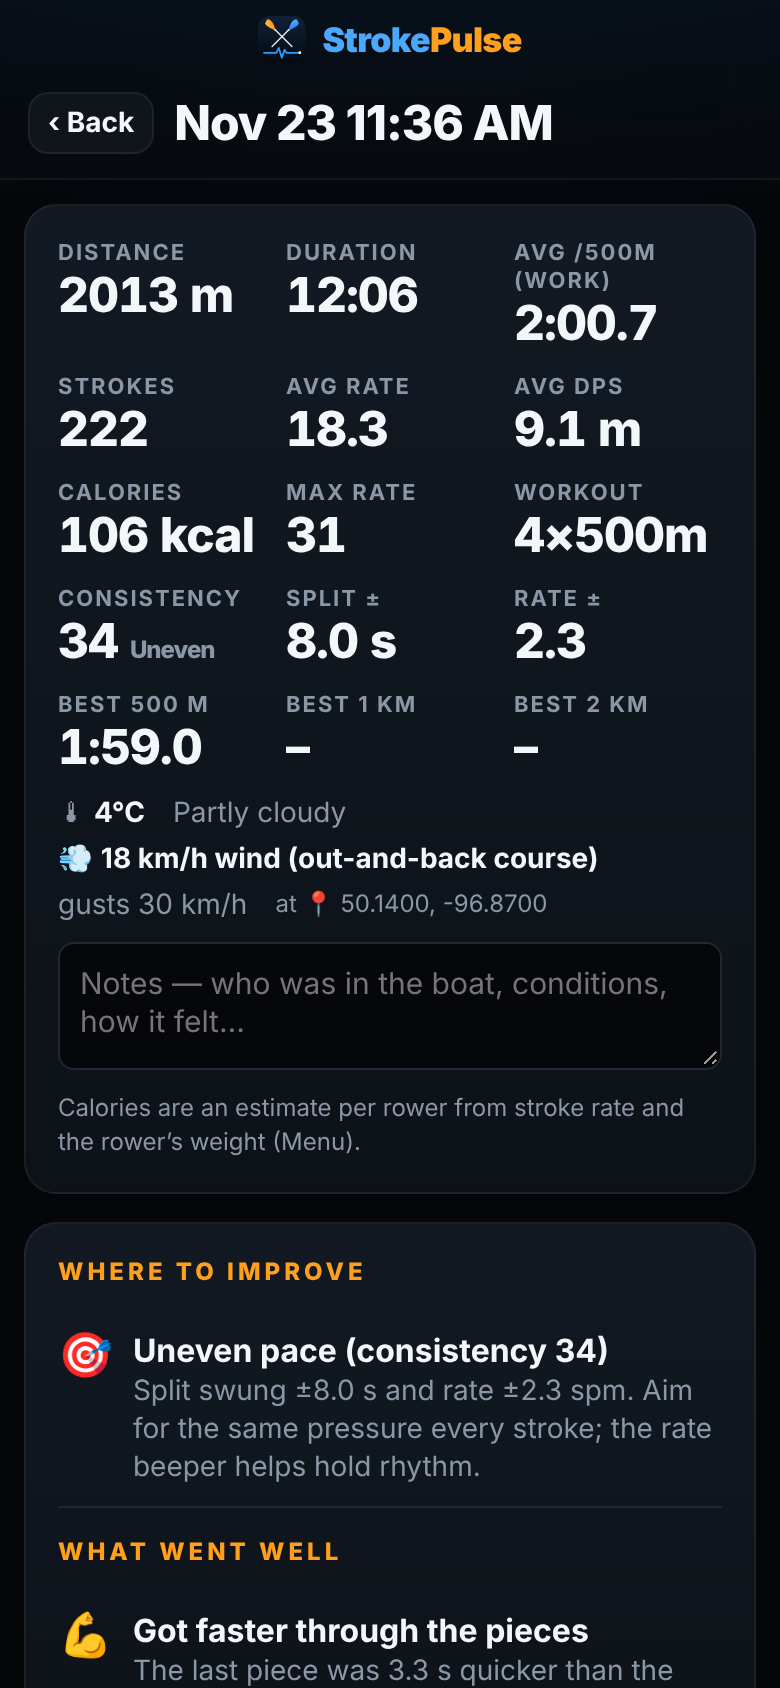 StrokePulse
‹ Back
Nov 23 11:36 AM
DISTANCE
2013 m
DURATION
12:06
AVG /500M
(WORK)
2:00.7
STROKES
222
AVG RATE
18.3
AVG DPS
9.1 m
CALORIES
106 kcal
MAX RATE
31
WORKOUT
4×500m
CONSISTENCY
34 Uneven
SPLIT ±
8.0 s
RATE ±
2.3
BEST 500 M
1:59.0
BEST 1 KM
–
BEST 2 KM
–
🌡 4°C Partly cloudy
💨 18 km/h wind (out-and-back course)
gusts 30 km/h at 📍 50.1400, -96.8700
Notes — who was in the boat, conditions,
how it felt...
Calories are an estimate per rower from stroke rate and
the rower’s weight (Menu).
WHERE TO IMPROVE
🎯 Uneven pace (consistency 34)
Split swung ±8.0 s and rate ±2.3 spm. Aim
for the same pressure every stroke; the rate
beeper helps hold rhythm.
WHAT WENT WELL
💪 Got faster through the pieces
The last piece was 3.3 s quicker than the